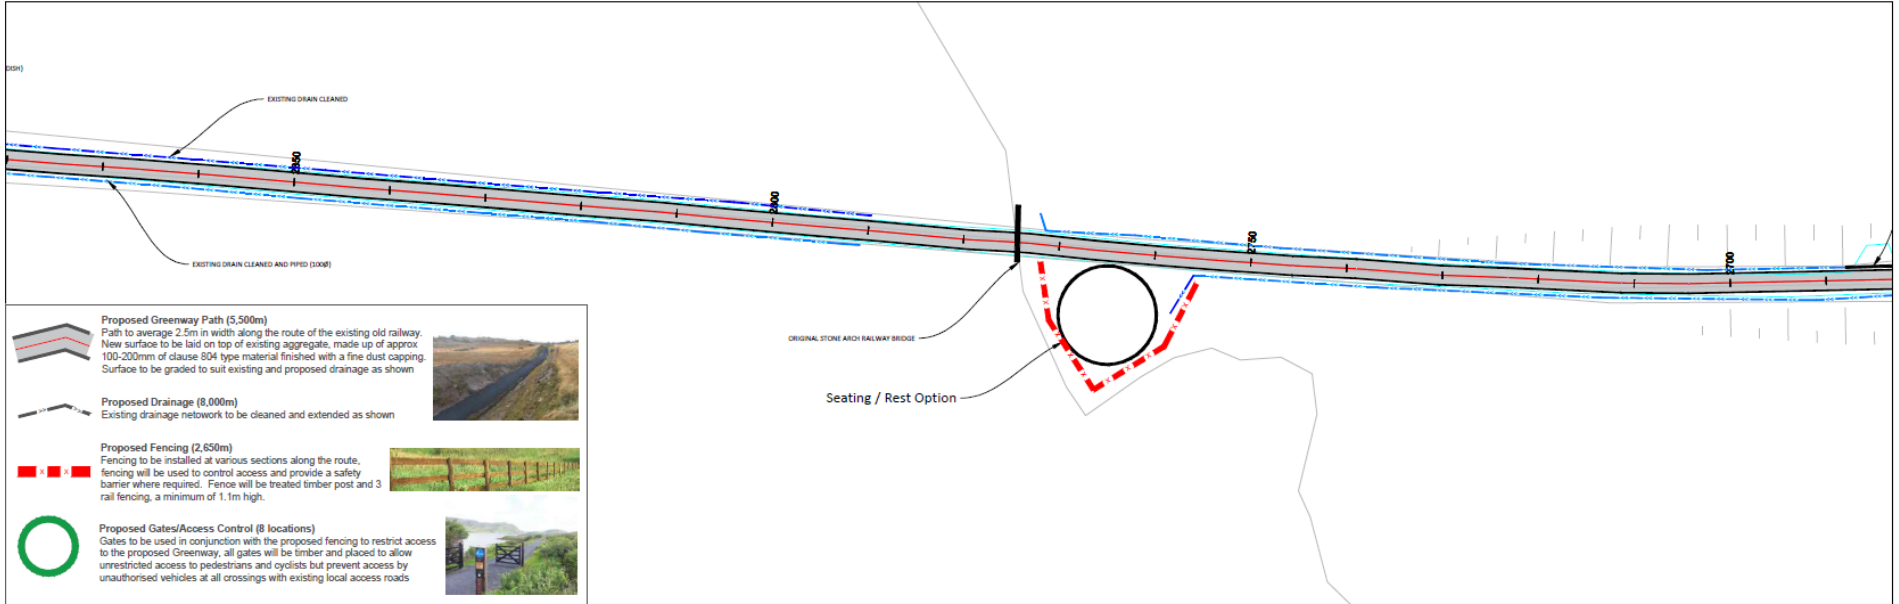 DISH)
EXISTING DRAIN CLEANED
2850
2800
2750
2700
EXISTING DRAIN CLEANED AND PIPED (100Ø)
ORIGINAL STONE ARCH RAILWAY BRIDGE
Seating / Rest Option
Proposed Greenway Path (5,500m)
Path to average 2.5m in width along the route of the existing old railway.
New surface to be laid on top of existing aggregate, made up of approx
100-200mm of clause 804 type material finished with a fine dust capping.
Surface to be graded to suit existing and proposed drainage as shown
Proposed Drainage (8,000m)
Existing drainage netowork to be cleaned and extended as shown
Proposed Fencing (2,650m)
Fencing to be installed at various sections along the route,
fencing will be used to control access and provide a safety
barrier where required. Fence will be treated timber post and 3
rail fencing, a minimum of 1.1m high.
Proposed Gates/Access Control (8 locations)
Gates to be used in conjunction with the proposed fencing to restrict access
to the proposed Greenway, all gates will be timber and placed to allow
unrestricted access to pedestrians and cyclists but prevent access by
unauthorised vehicles at all crossings with existing local access roads